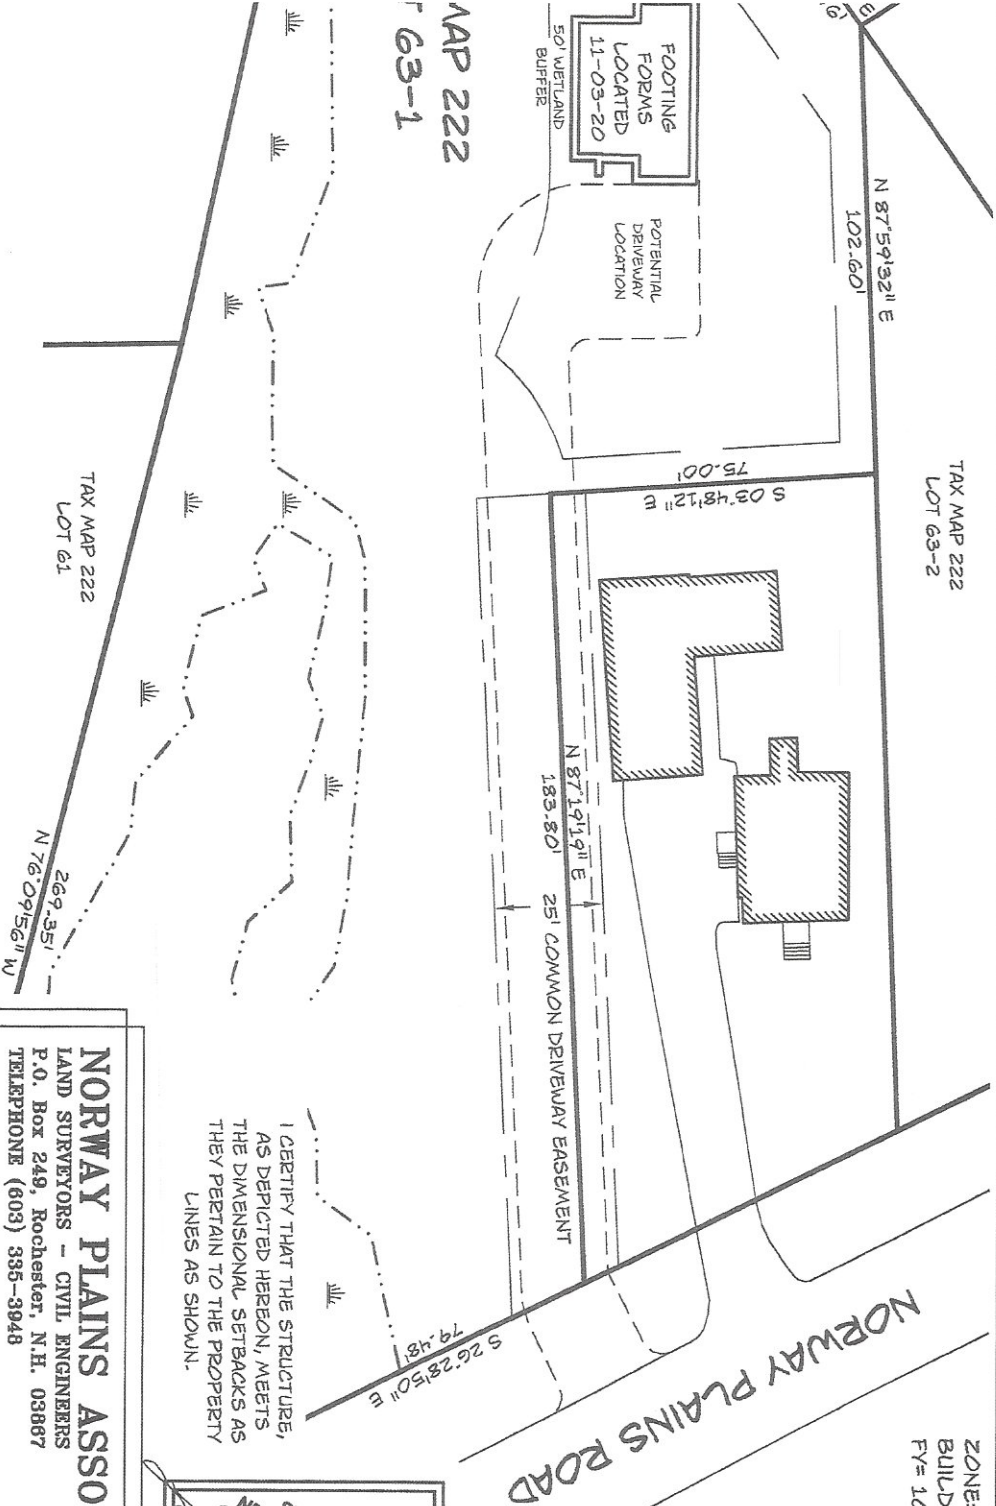 MAP 222
63-1
FOOTING
FORMS
LOCATED
11-03-20
50' WETLAND
BUFFER
POTENTIAL
DRIVEWAY
LOCATION
N 87°59'32" E
102.60'
TAX MAP 222
LOT 63-2
S 03°48'12" E
75.00'
TAX MAP 222
LOT 61
N 87°19'19" E
183.80'
25' COMMON DRIVEWAY EASEMENT
269.35'
N 76°09'56" W
I CERTIFY THAT THE STRUCTURE,
AS DEPICTED HEREON, MEETS
THE DIMENSIONAL SETBACKS AS
THEY PERTAIN TO THE PROPERTY
LINES AS SHOWN.
S 26°28'50" E
79.48'
NORWAY PLAINS ROAD
ZONE:
BUILD
FY= 10
NORWAY PLAINS ASSO
LAND SURVEYORS - CIVIL ENGINEERS
P.O. Box 249, Rochester, N.H. 03867
TELEPHONE (603) 335-3948